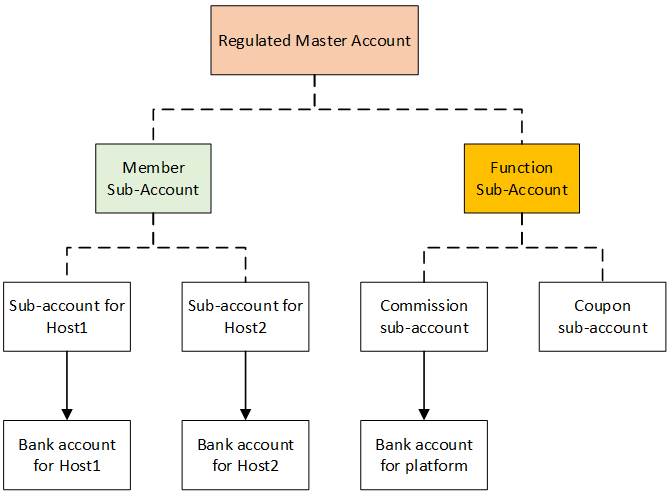 Regulated Master Account
Member
Sub-Account
Function
Sub-Account
Sub-account for
Host1
Sub-account for
Host2
Commission
sub-account
Coupon
sub-account
Bank account
for Host1
Bank account
for Host2
Bank account
for platform